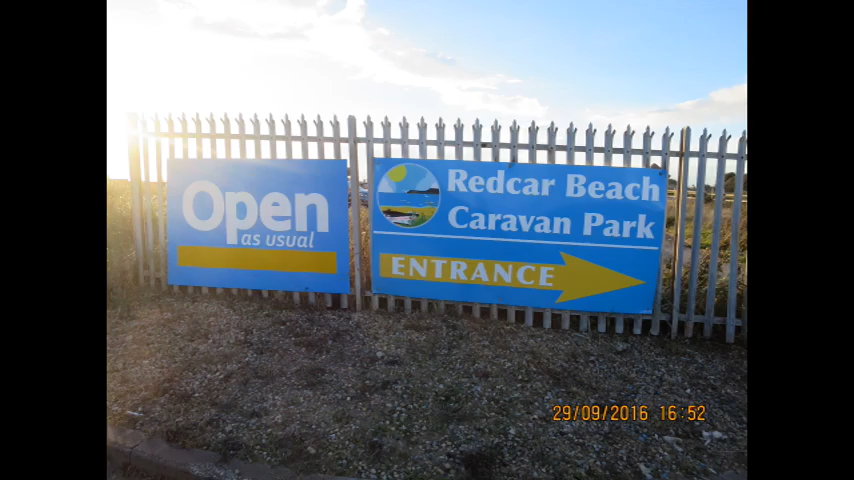 Open
as usual
Redcar Beach
Caravan Park
ENTRANCE
29/09/2016 16:52